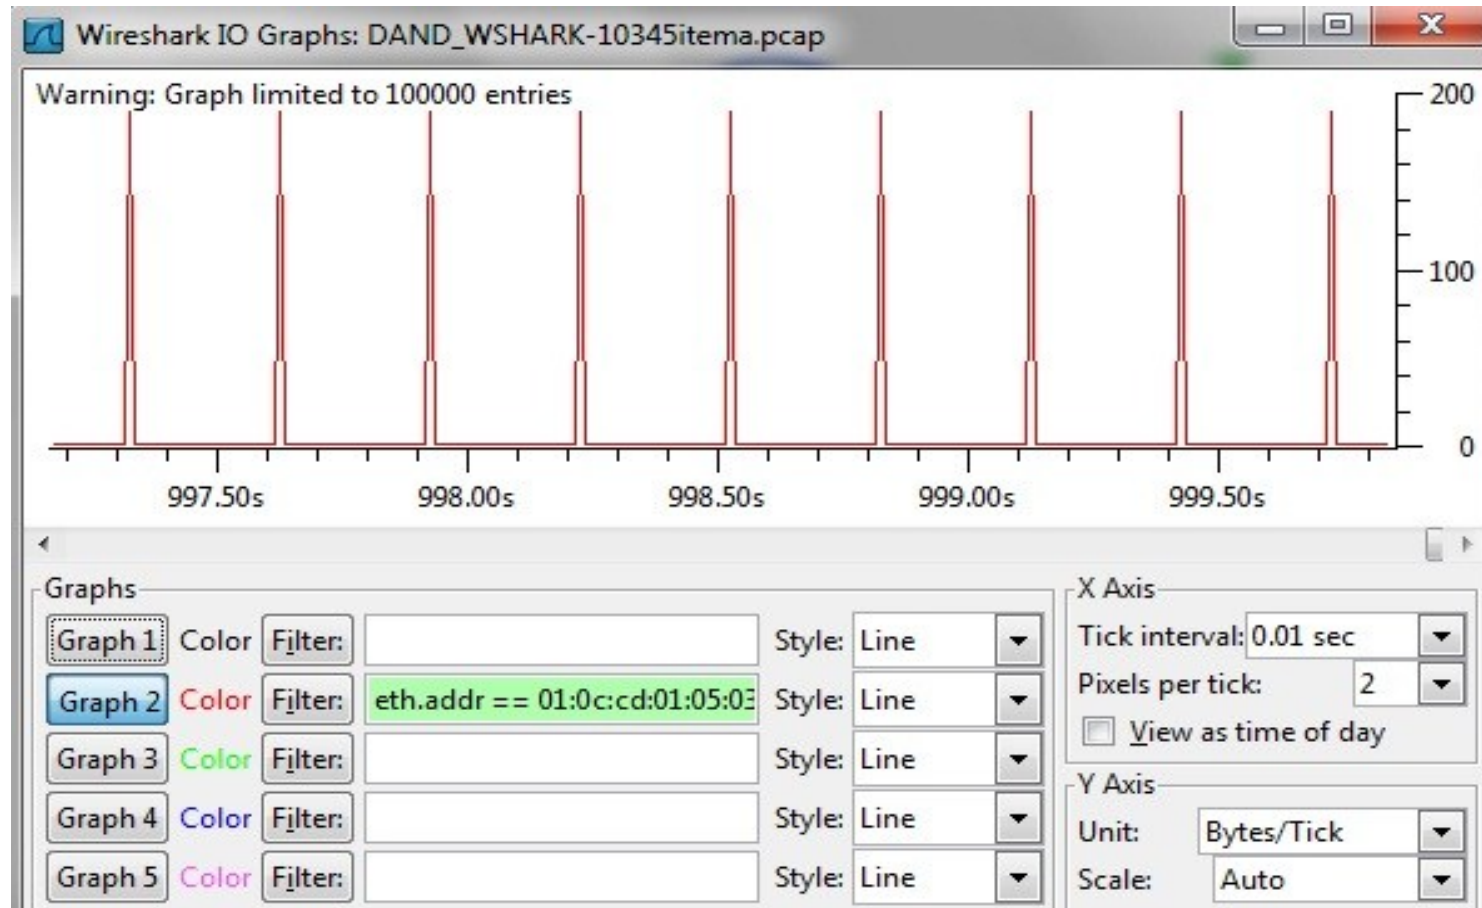 Wireshark IO Graphs: DAND_WSHARK-10345itema.pcap
Warning: Graph limited to 100000 entries
200
100
0
997.50s 998.00s 998.50s 999.00s 999.50s
Graphs
Graph 1 Color Filter: Style: Line
Graph 2 Color Filter: eth.addr == 01:0c:cd:01:05:03 Style: Line
Graph 3 Color Filter: Style: Line
Graph 4 Color Filter: Style: Line
Graph 5 Color Filter: Style: Line
X Axis
Tick interval: 0.01 sec
Pixels per tick: 2
View as time of day
Y Axis
Unit: Bytes/Tick
Scale: Auto